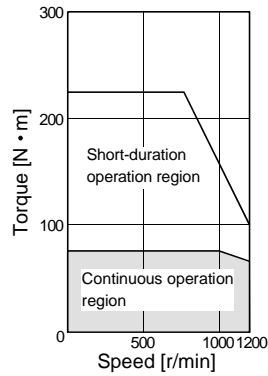 300
200
100
0
Torque [N • m]
Short-duration
operation region
Continuous operation
region
500
1000 1200
Speed [r/min]